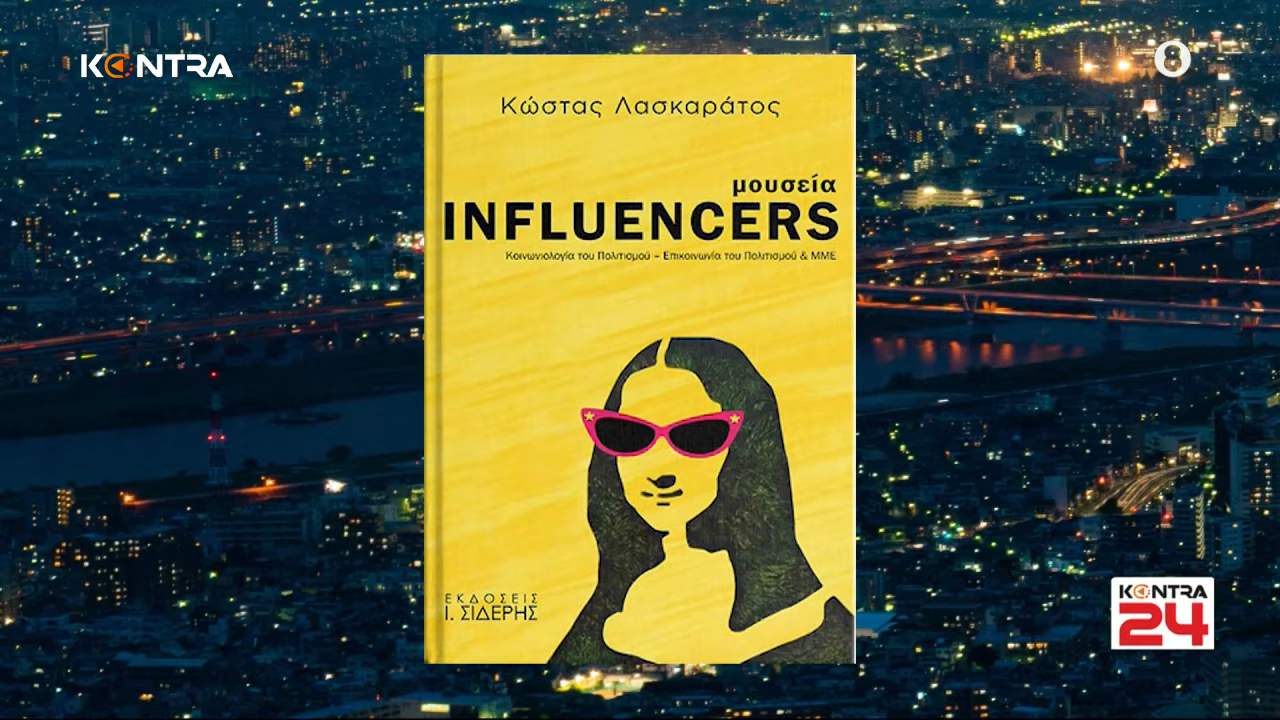 KONTRA
8
Κώστας Λασκαράτος
μουσεία
INFLUENCERS
Κοινωνιολογία του Πολιτισμού – Επικοινωνία του Πολιτισμού & ΜΜΕ
ΕΚΔΟΣΕΙΣ
Ι. ΣΙΔΕΡΗΣ
KONTRA
24